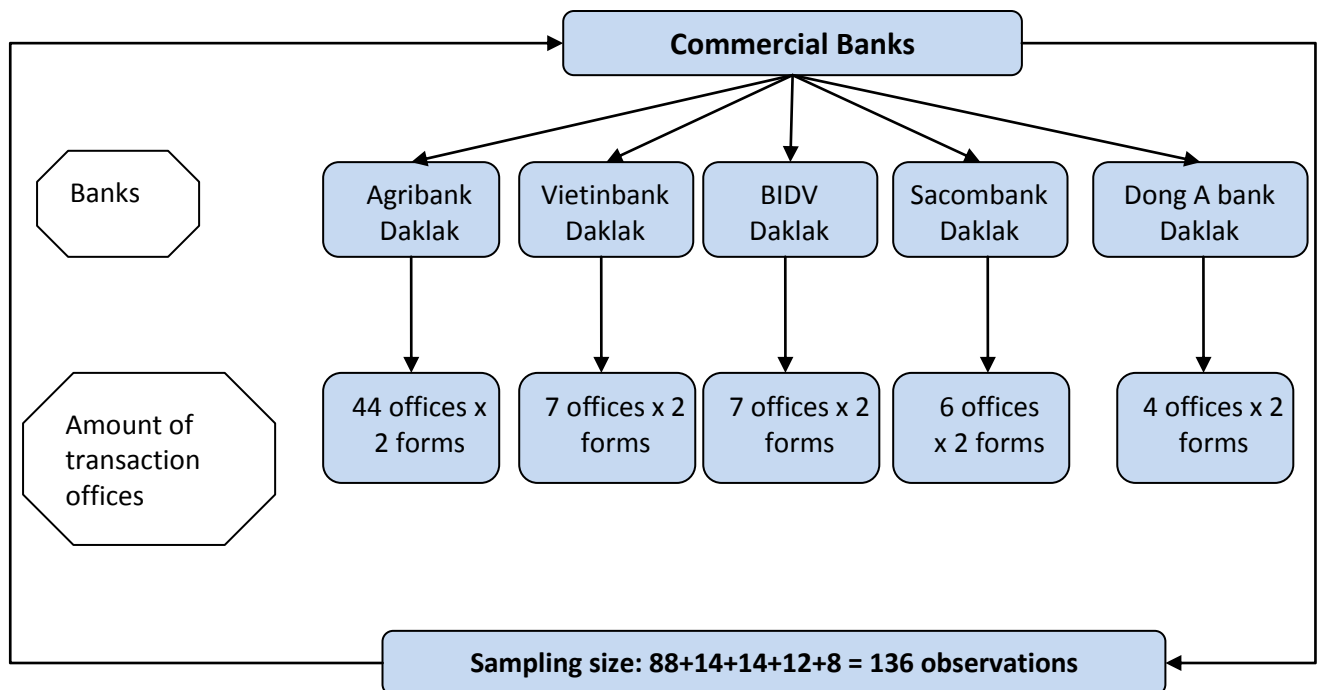 Commercial Banks
Banks
Agribank
Daklak
Vietinbank
Daklak
BIDV
Daklak
Sacombank
Daklak
Dong A bank
Daklak
Amount of
transaction
offices
44 offices x
2 forms
7 offices x 2
forms
7 offices x 2
forms
6 offices
x 2 forms
4 offices x 2
forms
Sampling size: 88+14+14+12+8 = 136 observations